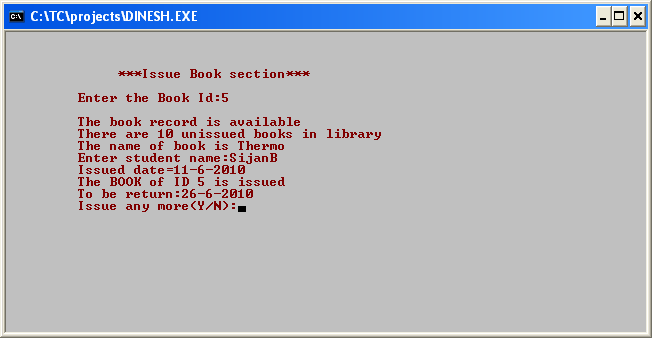 C:\TC\projects\DINESH.EXE
***Issue Book section***
Enter the Book Id:5
The book record is available
There are 10 unissued books in library
The name of book is Thermo
Enter student name:SijanB
Issued date=11-6-2010
The BOOK of ID 5 is issued
To be return:26-6-2010
Issue any more(Y/N):